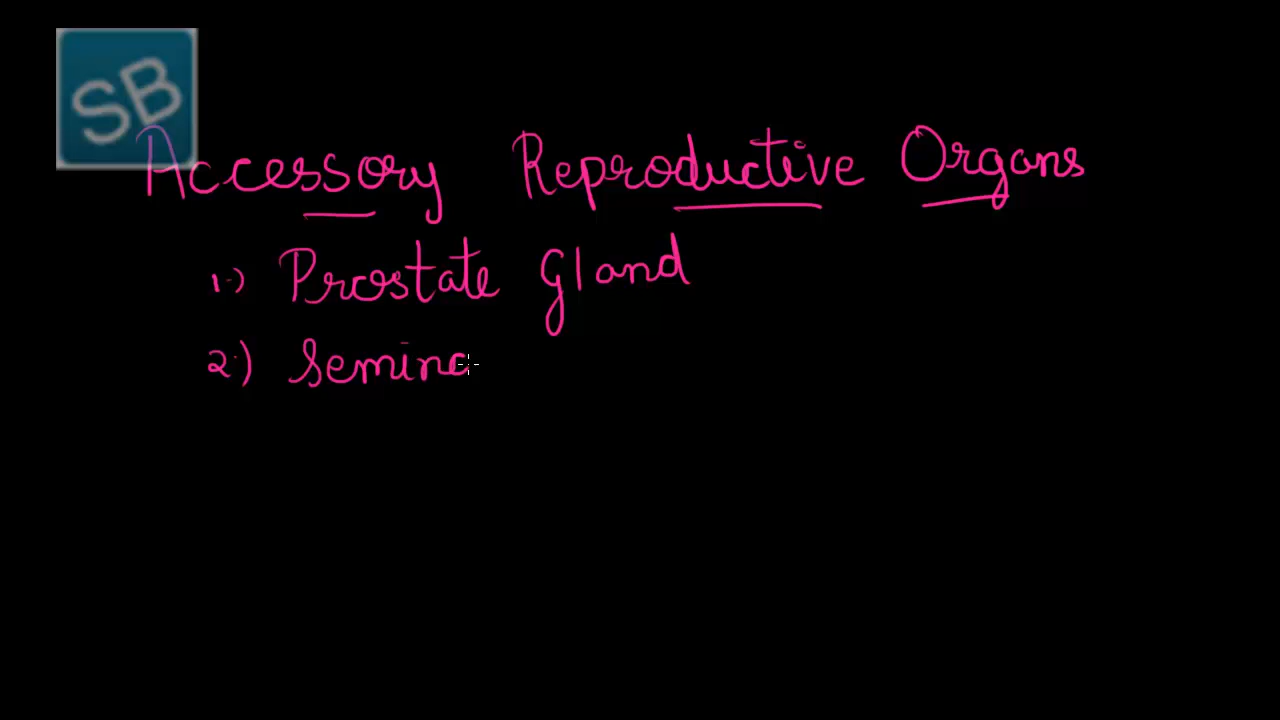 SB
Accessory Reproductive Organs
1.) Prostate Gland
2.) Semina